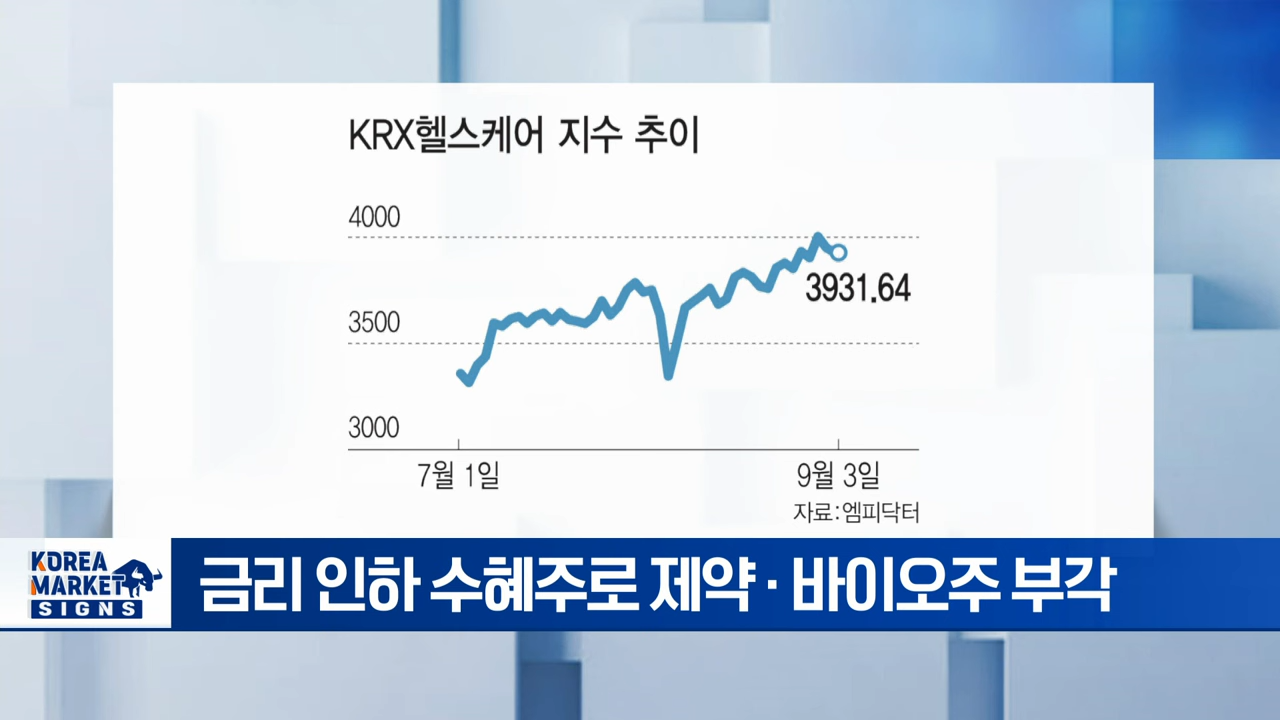 KRX헬스케어 지수 추이
4000
3931.64
3500
3000
7월 1일
9월 3일
자료:엠피닥터
KOREA
MARKET
SIGNS
금리 인하 수혜주로 제약·바이오주 부각